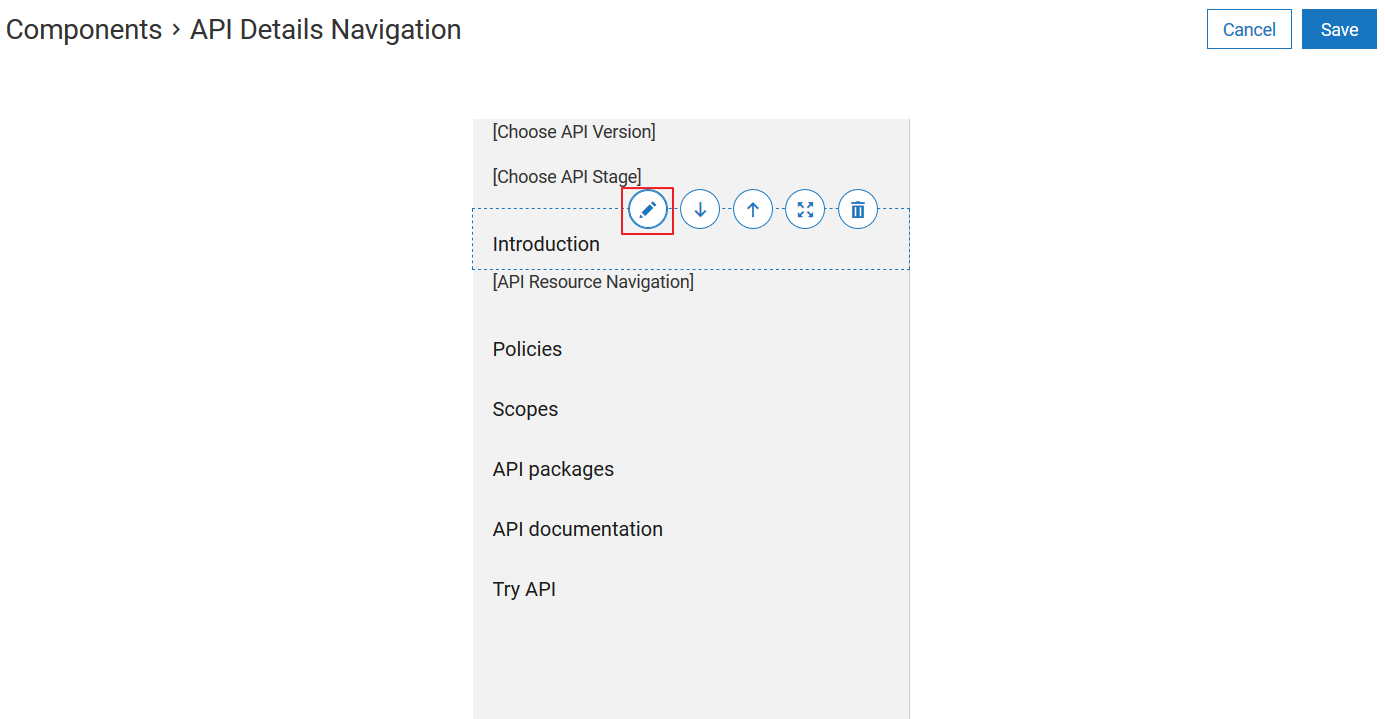 Components › API Details Navigation
Cancel
Save
[Choose API Version]
[Choose API Stage]
Introduction
[API Resource Navigation]
Policies
Scopes
API packages
API documentation
Try API